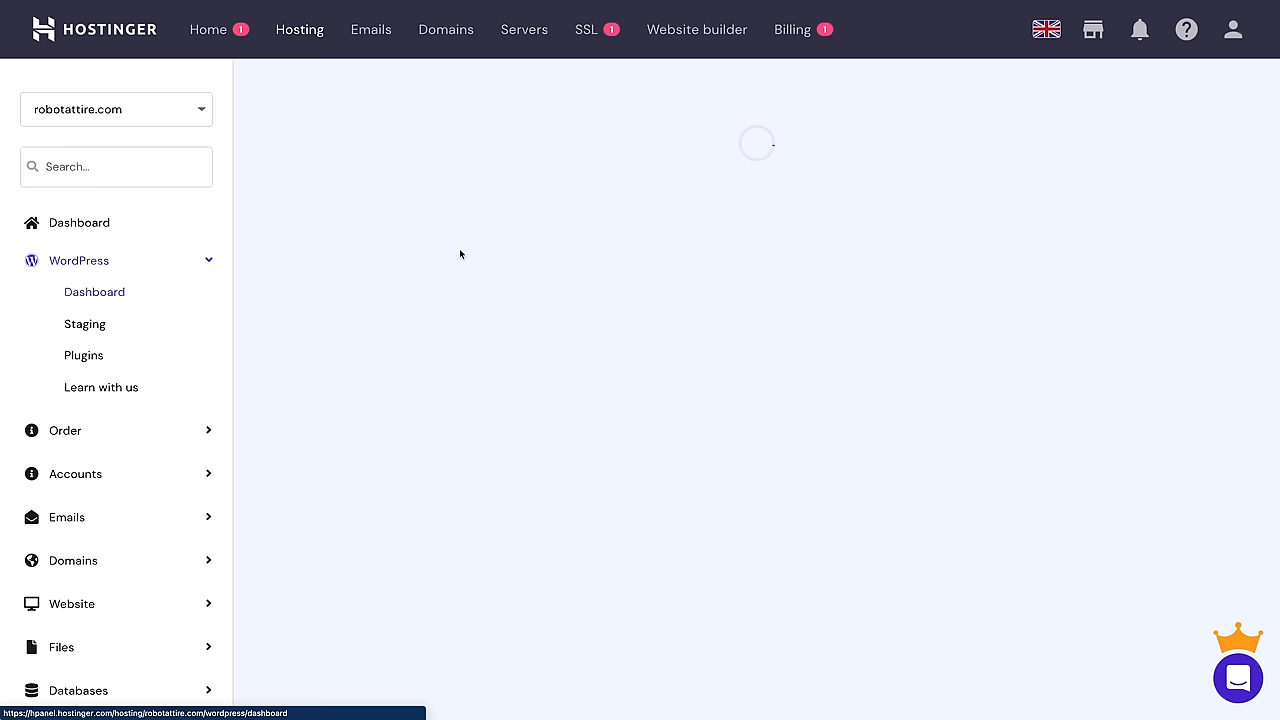 HOSTINGER
Home 1
Hosting
Emails
Domains
Servers
SSL 1
Website builder
Billing 1
robotattire.com
Search...
Dashboard
WordPress
Dashboard
Staging
Plugins
Learn with us
Order
Accounts
Emails
Domains
Website
Files
Databases
https://hpanel.hostinger.com/hosting/robotattire.com/wordpress/dashboard